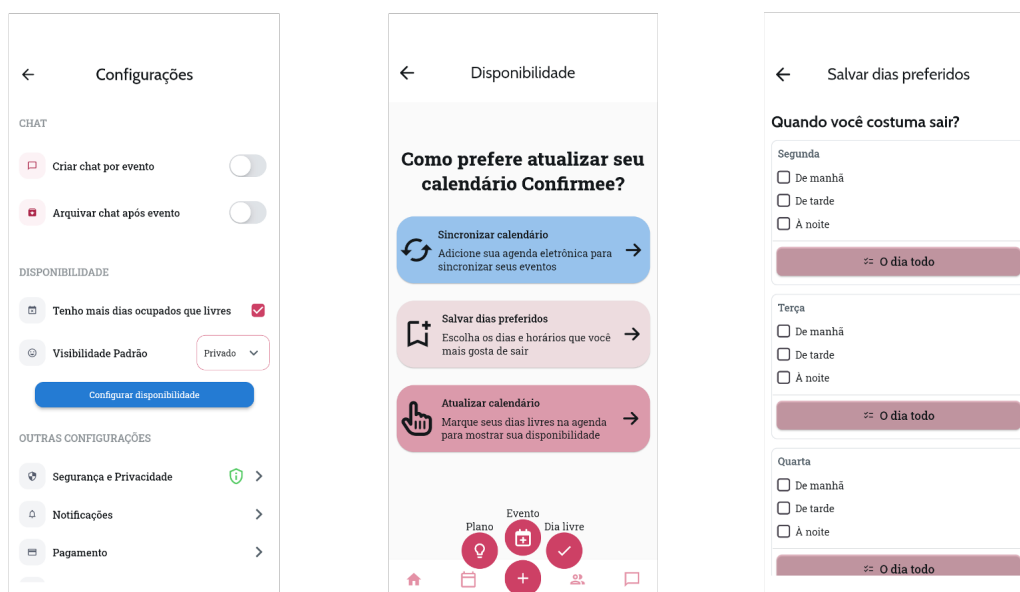 Configurações
CHAT
Criar chat por evento
Arquivar chat após evento
DISPONIBILIDADE
Tenho mais dias ocupados que livres
Visibilidade Padrão
Privado
Configurar disponibilidade
OUTRAS CONFIGURAÇÕES
Segurança e Privacidade
Notificações
Pagamento
Disponibilidade
Como prefere atualizar seu
calendário Confirmee?
Sincronizar calendário
Adicione sua agenda eletrônica para
sincronizar seus eventos
Salvar dias preferidos
Escolha os dias e horários que você
mais gosta de sair
Atualizar calendário
Marque seus dias livres na agenda
para mostrar sua disponibilidade
Evento
Plano
Dia livre
Salvar dias preferidos
Quando você costuma sair?
Segunda
De manhã
De tarde
À noite
O dia todo
Terça
De manhã
De tarde
À noite
O dia todo
Quarta
De manhã
De tarde
À noite
O dia todo